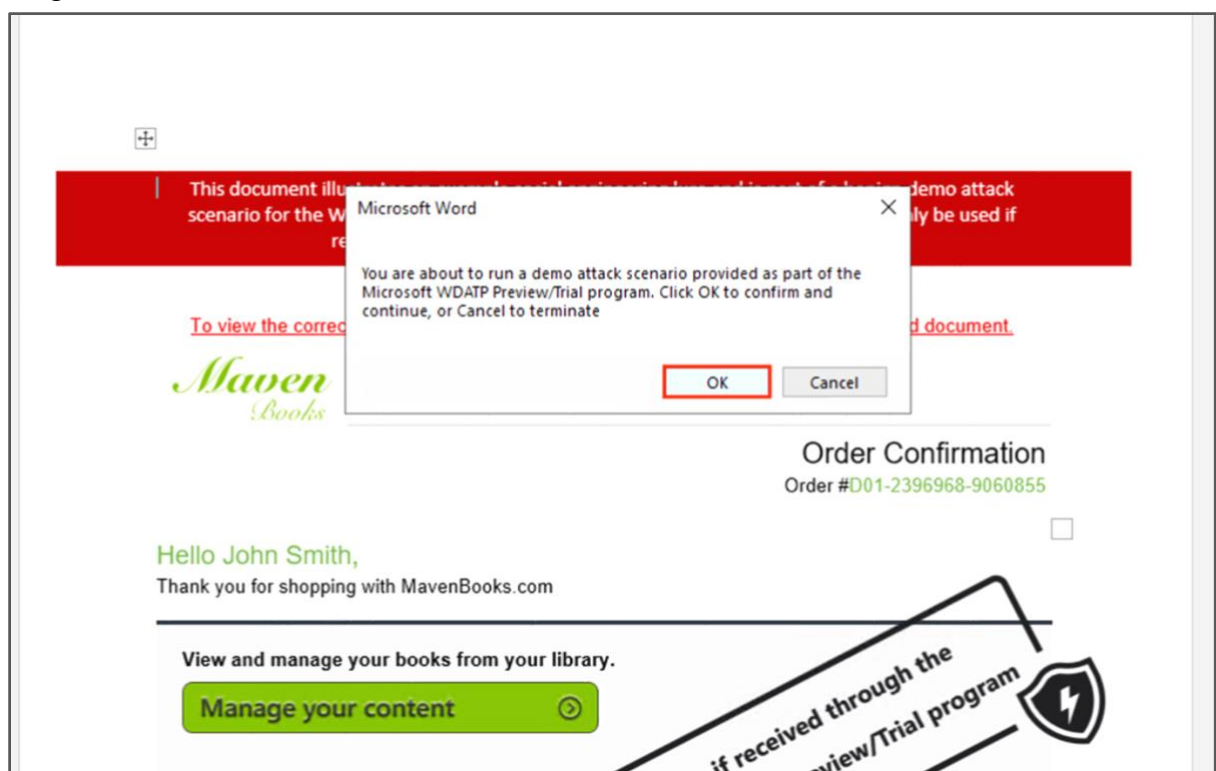 This document illu
demo attack
scenario for the W
ly be used if
re
Microsoft Word
You are about to run a demo attack scenario provided as part of the
Microsoft WDATP Preview/Trial program. Click OK to confirm and
continue, or Cancel to terminate
OK Cancel
To view the correc
d document.
Maven
Books
Order Confirmation
Order #D01-2396968-9060855
Hello John Smith,
Thank you for shopping with MavenBooks.com
View and manage your books from your library.
Manage your content
if received through the
view/Trial program